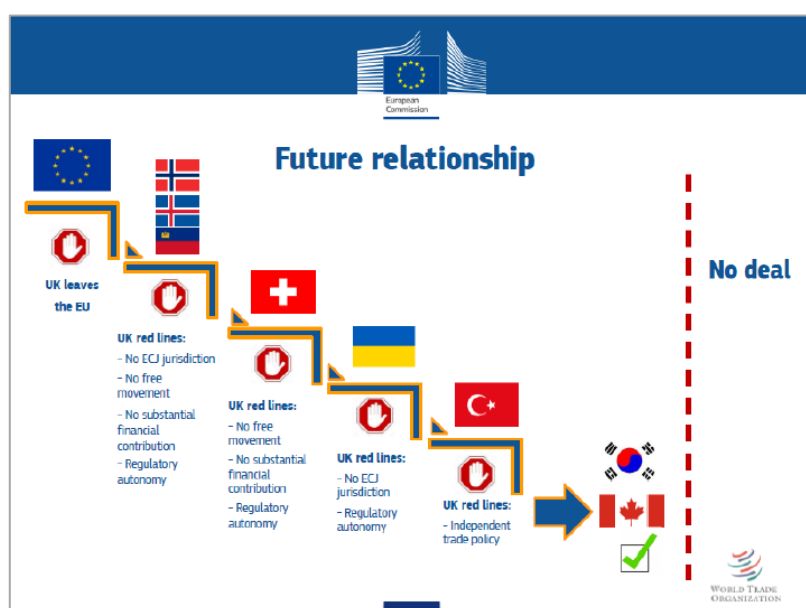 European
Commission
Future relationship
No deal
UK leaves
the EU
UK red lines:
- No ECJ jurisdiction
- No free
movement
- No substantial
financial
contribution
- Regulatory
autonomy
UK red lines:
- No free
movement
- No substantial
financial
contribution
- Regulatory
autonomy
UK red lines:
- No ECJ
jurisdiction
- Regulatory
autonomy
UK red lines:
- Independent
trade policy
WORLD TRADE
ORGANIZATION